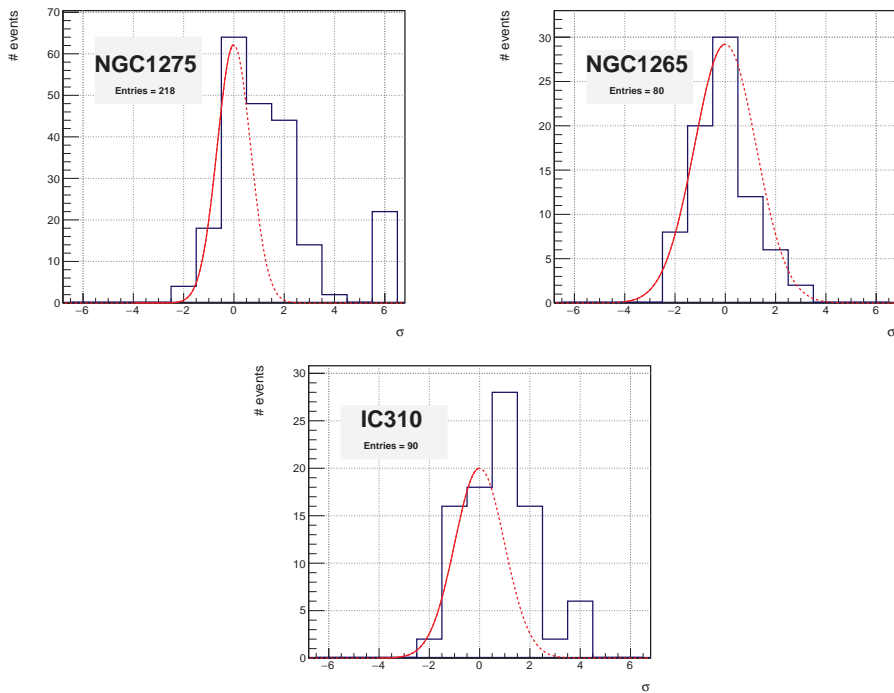 # events
70
60
50
40
30
20
10
0
NGC1275
Entries = 218
−6 −4 −2 0 2 4 6
σ
# events
30
25
20
15
10
5
0
NGC1265
Entries = 80
−6 −4 −2 0 2 4 6
σ
# events
30
25
20
15
10
5
0
IC310
Entries = 90
−6 −4 −2 0 2 4 6
σ